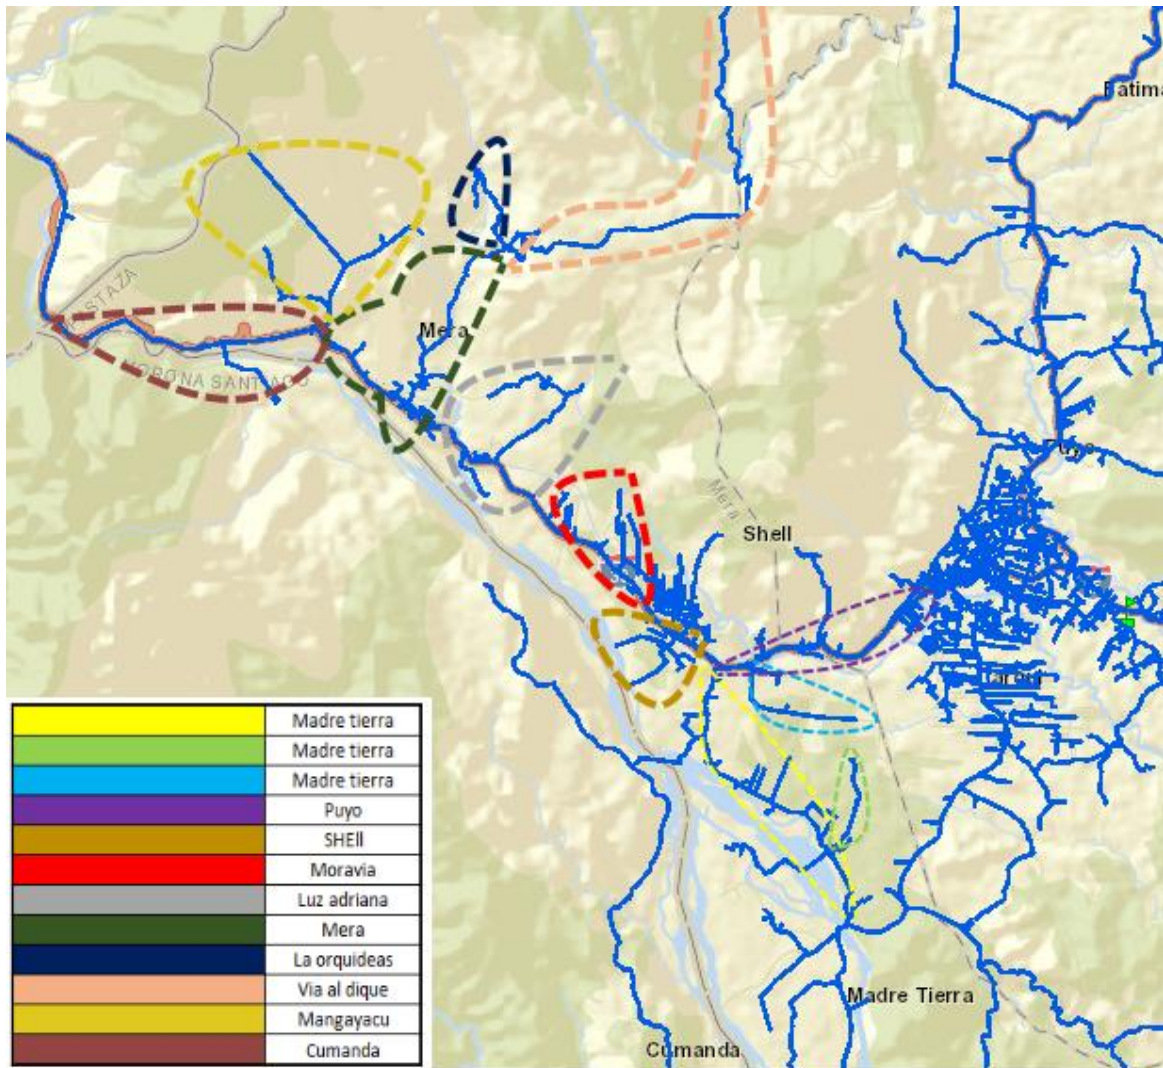 Fatima
STAZA
Mera
MORONA SANTIAGO
Puyo
Mera
Shell
Madre tierra
Madre tierra
Madre tierra
Puyo
SHEll
Moravia
Luz adriana
Mera
La orquideas
Via al dique
Mangayacu
Cumanda
Madre Tierra
Cumanda